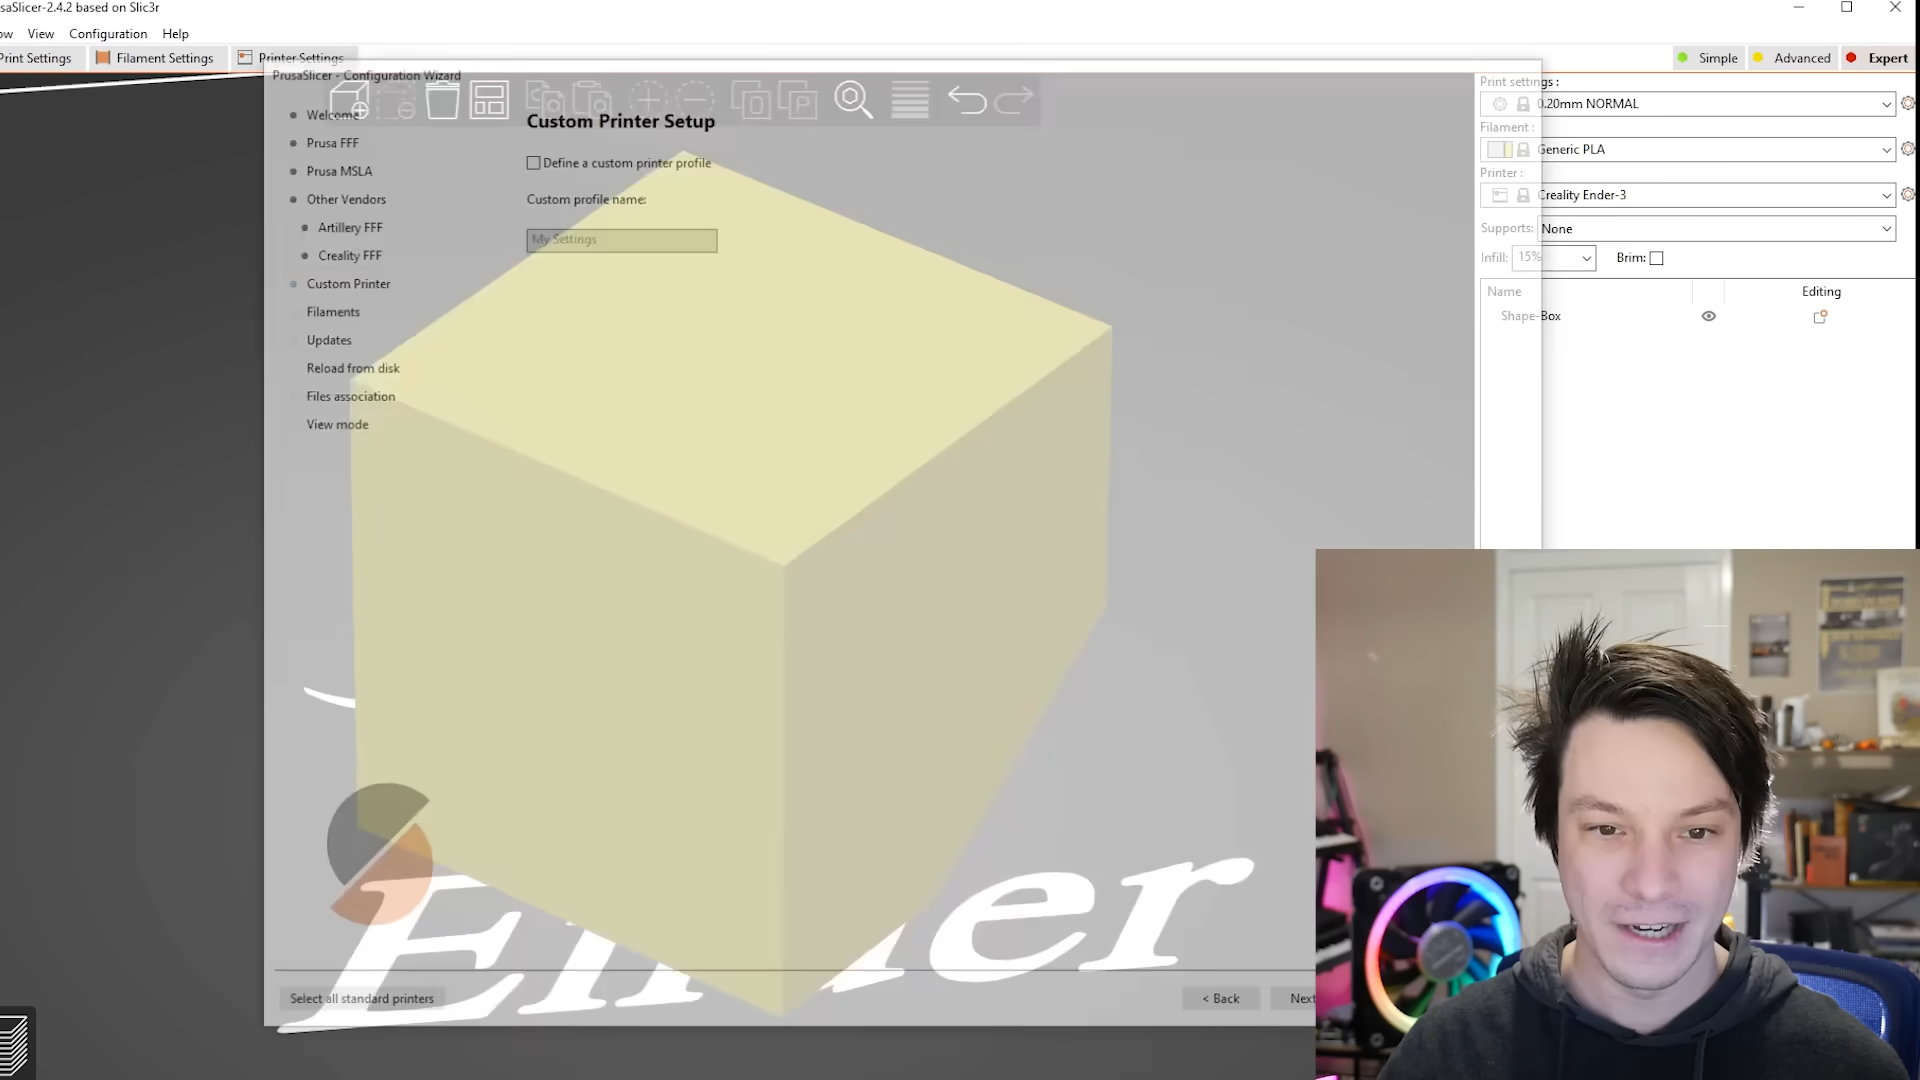 saSlicer-2.4.2 based on Slic3r
ow View Configuration Help
Print Settings Filament Settings Printer Settings Simple Advanced Expert
PrusaSlicer - Configuration Wizard
Welcome
Prusa FFF
Prusa MSLA
Other Vendors
Artillery FFF
Creality FFF
Custom Printer
Filaments
Updates
Reload from disk
Files association
View mode
Custom Printer Setup
Define a custom printer profile
Custom profile name:
My Settings
Select all standard printers
< Back
Next
Print settings :
0.20mm NORMAL
Filament :
Generic PLA
Printer :
Creality Ender-3
Supports: None
Infill: 15% Brim:
Name Editing
Shape-Box